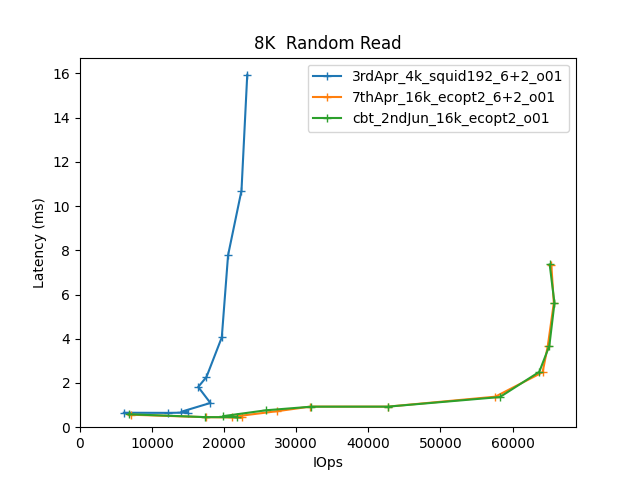 8K  Random Read
3rdApr_4k_squid192_6+2_o01
7thApr_16k_ecopt2_6+2_o01
cbt_2ndJun_16k_ecopt2_o01
Latency (ms)
16
14
12
10
8
6
4
2
0
0 10000 20000 30000 40000 50000 60000
IOps